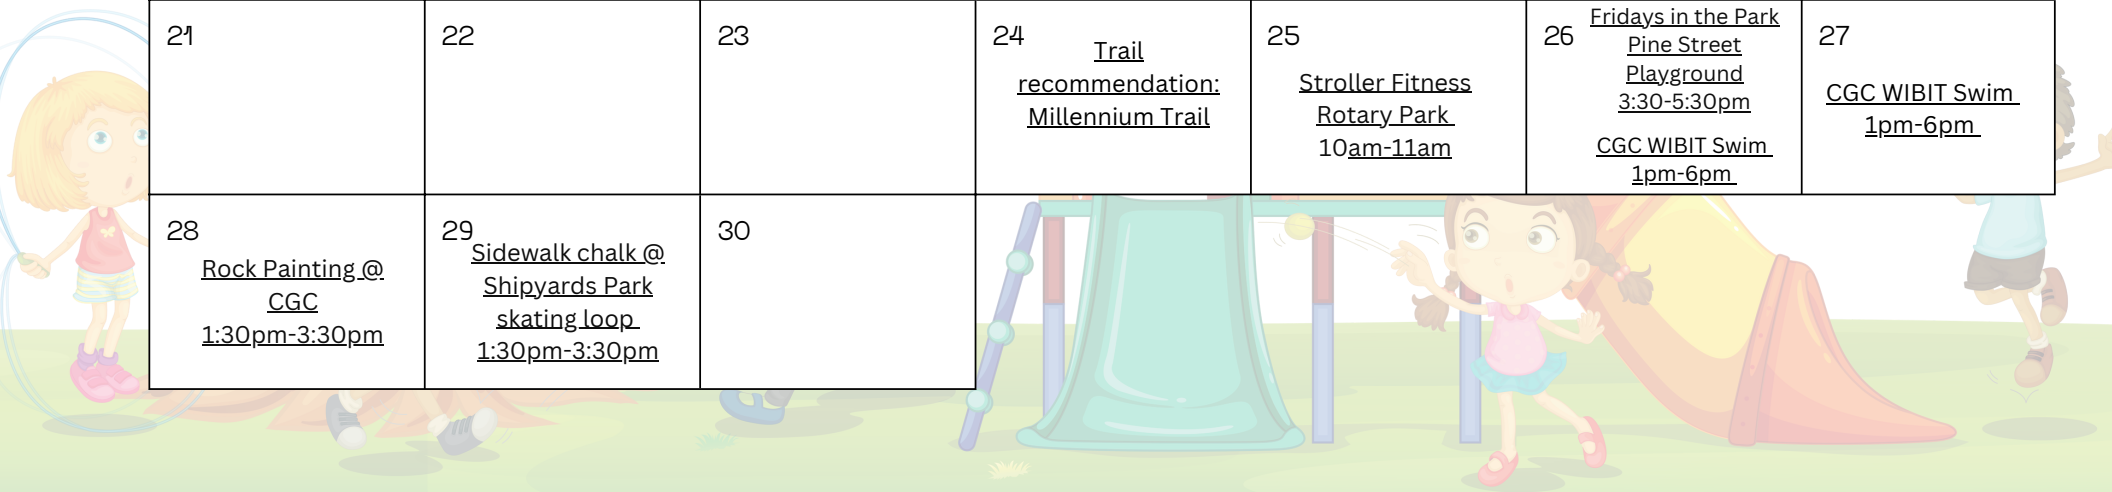 21
22
23
24
Trail
recommendation:
Millennium Trail
25
Stroller Fitness
Rotary Park
10am-11am
26
Fridays in the Park
Pine Street
Playground
3:30-5:30pm
CGC WIBIT Swim
1pm-6pm
27
CGC WIBIT Swim
1pm-6pm
28
Rock Painting @
CGC
1:30pm-3:30pm
29
Sidewalk chalk @
Shipyards Park
skating loop
1:30pm-3:30pm
30